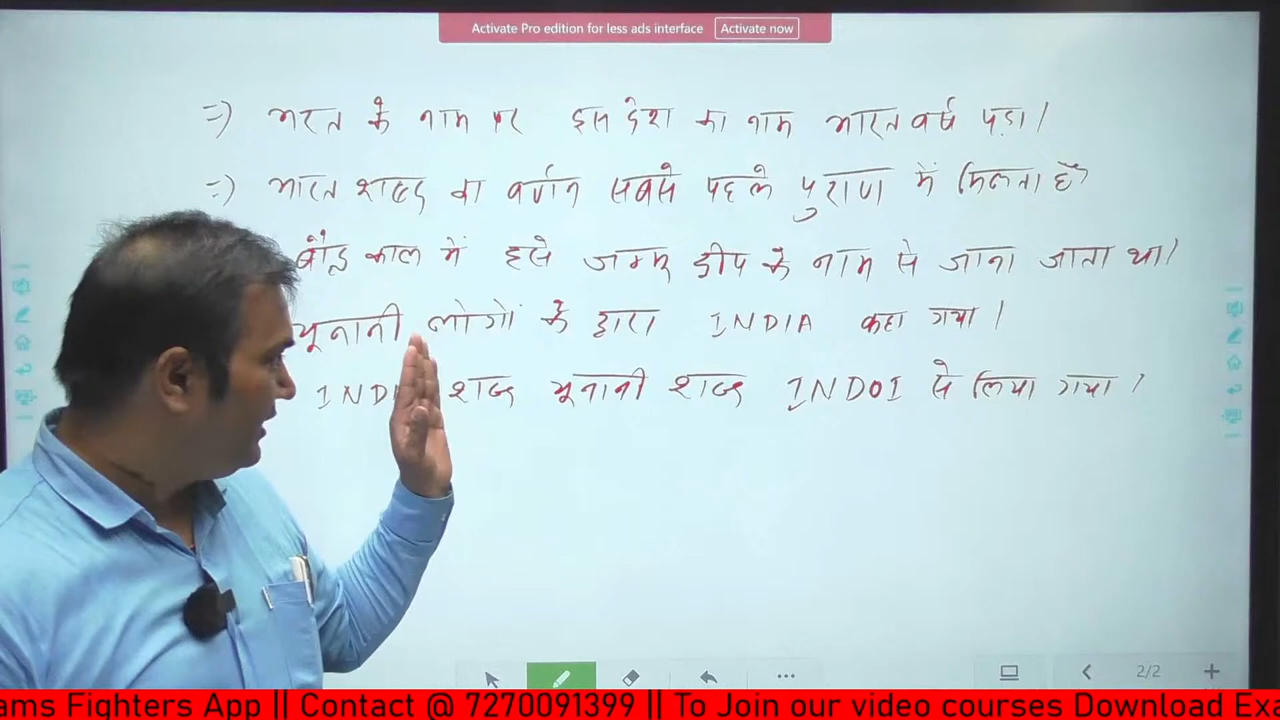 Activate Pro edition for less ads interface Activate now
=) भरत के नाम पर इस देश का नाम भारतवर्ष पड़ा।
=) भारत शब्द का वर्णन सबसे पहले पुराण में मिलता है
बौद्ध काल में इसे जम्बू द्वीप के नाम से जाना जाता था।
यूनानी लोगों के द्वारा INDIA कहा गया।
शब्द यूनानी शब्द INDOI से लिया गया।
2/2
ams Fighters App || Contact @ 7270091399 || To Join our video courses Download Exa